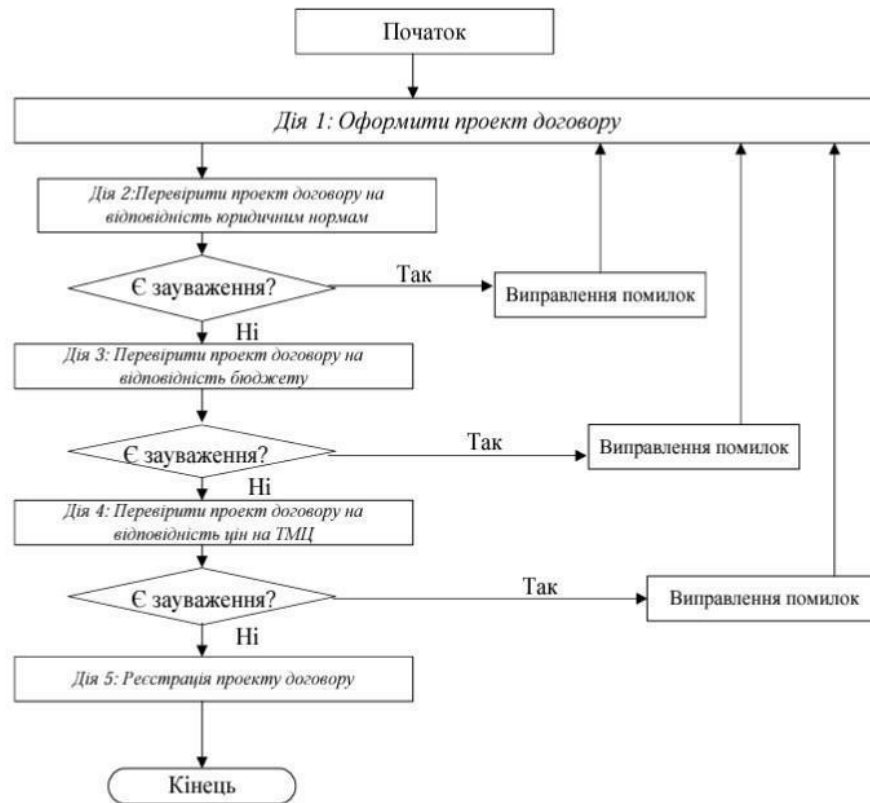 Початок
Дія 1: Оформити проект договору
Дія 2:Перевірити проект договору на
відповідність юридичним нормам
Є зауваження?
Так
Виправлення помилок
Ні
Дія 3: Перевірити проект договору на
відповідність бюджету
Є зауваження?
Так
Виправлення помилок
Ні
Дія 4: Перевірити проект договору на
відповідність цін на ТМЦ
Є зауваження?
Так
Виправлення помилок
Ні
Дія 5: Реєстрація проекту договору
Кінець